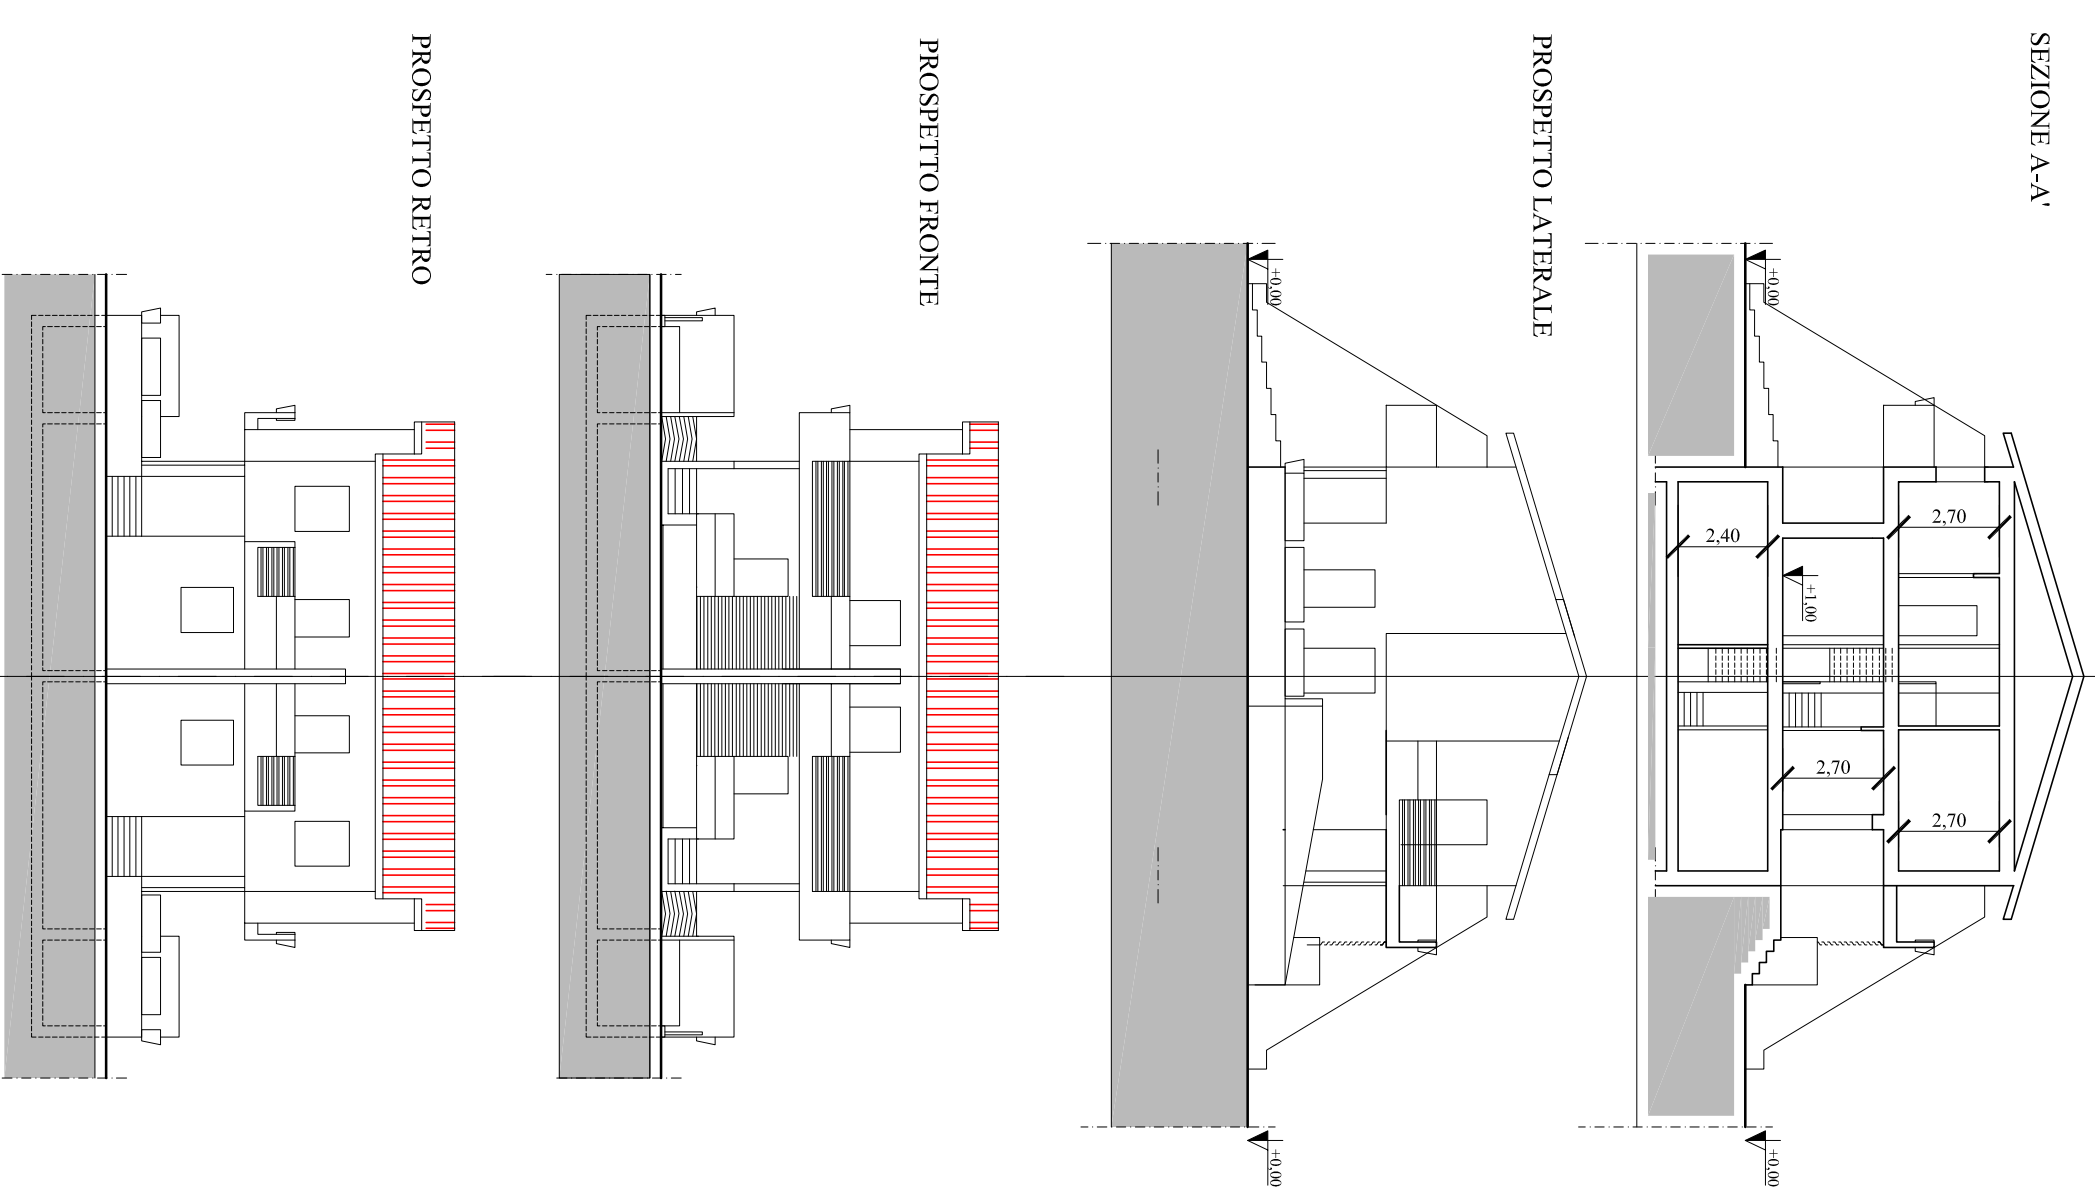 SEZIONE A-A'
+0,00
2,40
2,70
+1,00
2,70
2,70
+0,00
PROSPETTO LATERALE
+0,00
+0,00
PROSPETTO FRONTE
PROSPETTO RETRO